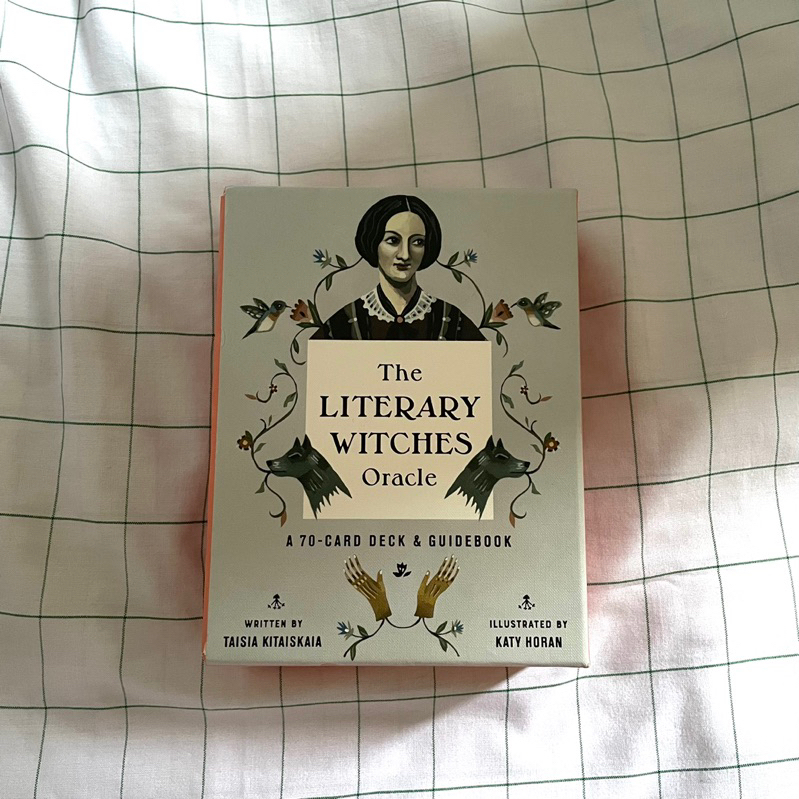 The
LITERARY
WITCHES
Oracle
A 70-CARD DECK & GUIDEBOOK
WRITTEN BY
TAISIA KITAISKAIA
ILLUSTRATED BY
KATY HORAN